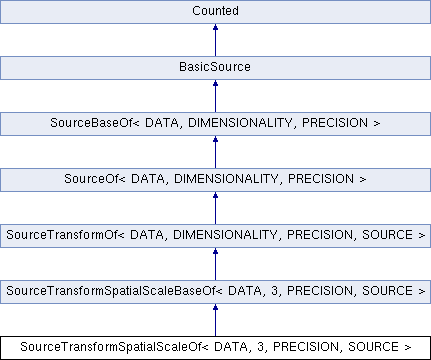 Counted
BasicSource
SourceBaseOf< DATA, DIMENSIONALITY, PRECISION >
SourceOf< DATA, DIMENSIONALITY, PRECISION >
SourceTransformOf< DATA, DIMENSIONALITY, PRECISION, SOURCE >
SourceTransformSpatialScaleBaseOf< DATA, 3, PRECISION, SOURCE >
SourceTransformSpatialScaleOf< DATA, 3, PRECISION, SOURCE >